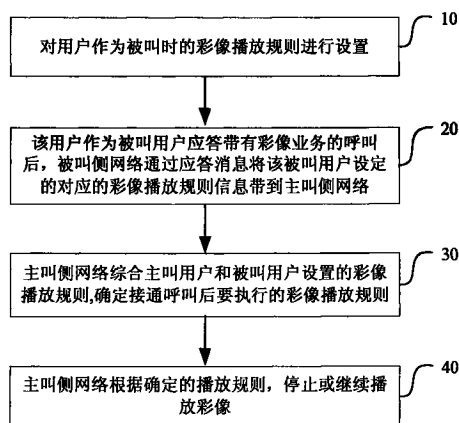 10
对用户作为被叫时的彩像播放规则进行设置
20
该用户作为被叫用户应答带有彩像业务的呼叫
后，被叫侧网络通过应答消息将该被叫用户设定
的对应的彩像播放规则信息带到主叫侧网络
30
主叫侧网络综合主叫用户和被叫用户设置的彩像
播放规则,确定接通呼叫后要执行的彩像播放规则
40
主叫侧网络根据确定的播放规则，停止或继续播
放彩像